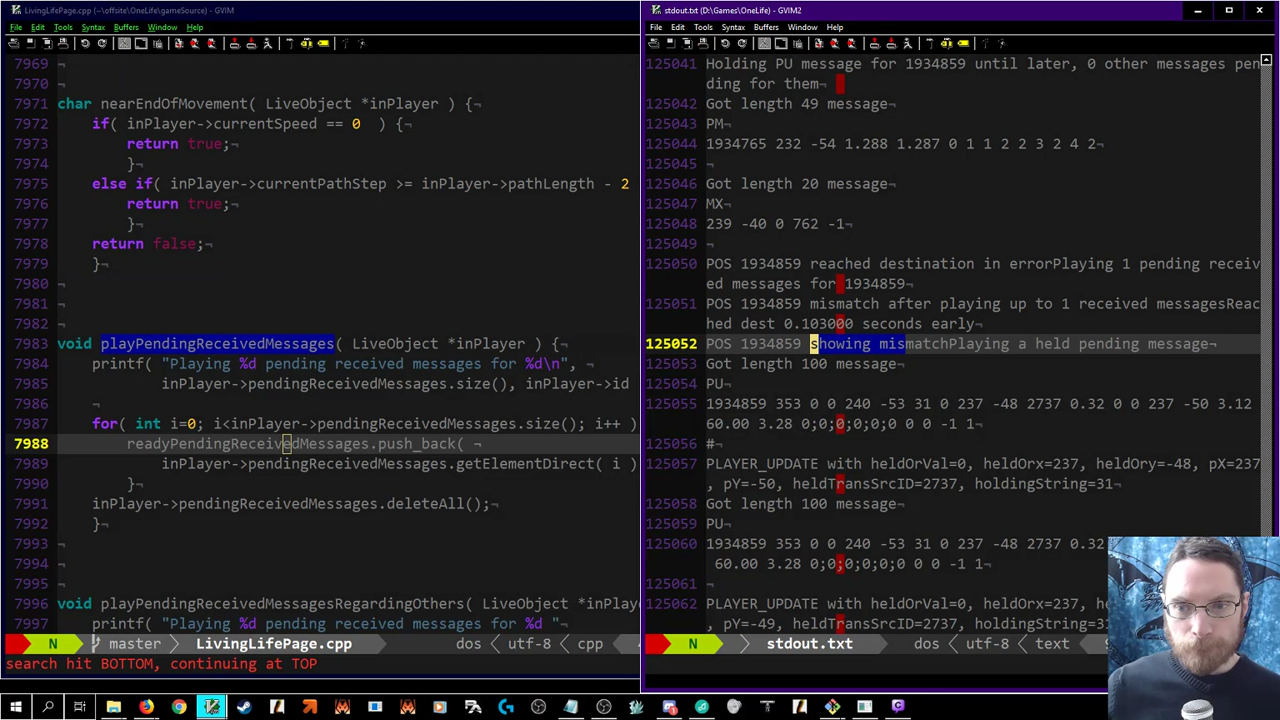 LivingLifePage.cpp (~\offsite\OneLife\gameSource) - GVIM
File Edit Tools Syntax Buffers Window Help
7969 ¬
7970 ¬
7971 char nearEndOfMovement( LiveObject *inPlayer ) {¬
7972 if( inPlayer->currentSpeed == 0  ) {¬
7973 return true;¬
7974 }¬
7975 else if( inPlayer->currentPathStep >= inPlayer->pathLength - 2
7976 return true;¬
7977 }¬
7978 return false;¬
7979 }¬
7980 ¬
7981 ¬
7982 ¬
7983 void playPendingReceivedMessages( LiveObject *inPlayer ) {¬
7984 printf( "Playing %d pending received messages for %d\n",¬
7985 inPlayer->pendingReceivedMessages.size(), inPlayer->id
7986 ¬
7987 for( int i=0; i<inPlayer->pendingReceivedMessages.size(); i++ )
7988 readyPendingReceivedMessages.push_back( ¬
7989 inPlayer->pendingReceivedMessages.getElementDirect( i )
7990 }¬
7991 inPlayer->pendingReceivedMessages.deleteAll();¬
7992 }¬
7993 ¬
7994 ¬
7995 ¬
7996 void playPendingReceivedMessagesRegardingOthers( LiveObject *inPlaye
7997 printf( "Playing %d pending received messages for %d "¬
N master LivingLifePage.cpp dos utf-8 cpp
search hit BOTTOM, continuing at TOP
stdout.txt (D:\Games\OneLife) - GVIM2
File Edit Tools Syntax Buffers Window Help
125041 Holding PU message for 1934859 until later, 0 other messages pen
ding for them
125042 Got length 49 message¬
125043 PM¬
125044 1934765 232 -54 1.288 1.287 0 1 1 2 2 3 2 4 2¬
125045 ¬
125046 Got length 20 message¬
125047 MX¬
125048 239 -40 0 762 -1¬
125049 ¬
125050 POS 1934859 reached destination in errorPlaying 1 pending receiv
ed messages for 1934859¬
125051 POS 1934859 mismatch after playing up to 1 received messagesReac
hed dest 0.103000 seconds early¬
125052 POS 1934859 showing mismatchPlaying a held pending message¬
125053 Got length 100 message¬
125054 PU¬
125055 1934859 353 0 0 240 -53 31 0 237 -48 2737 0.32 0 0 237 -50 3.12
60.00 3.28 0;0;0;0;0;0 0 0 0 -1 1¬
125056 #¬
125057 PLAYER_UPDATE with heldOrVal=0, heldOrx=237, heldOry=-48, pX=237
, pY=-50, heldTransSrcID=2737, holdingString=31¬
125058 Got length 100 message¬
125059 PU¬
125060 1934859 353 0 0 240 -53 31 0 237 -48 2737 0.32
60.00 3.28 0;0;0;0;0;0 0 0 0 -1 1¬
125061 ¬
125062 PLAYER_UPDATE with heldOrVal=0, heldOrx=237, he
, pY=-49, heldTransSrcID=2737, holdingString=31
N stdout.txt dos utf-8 text